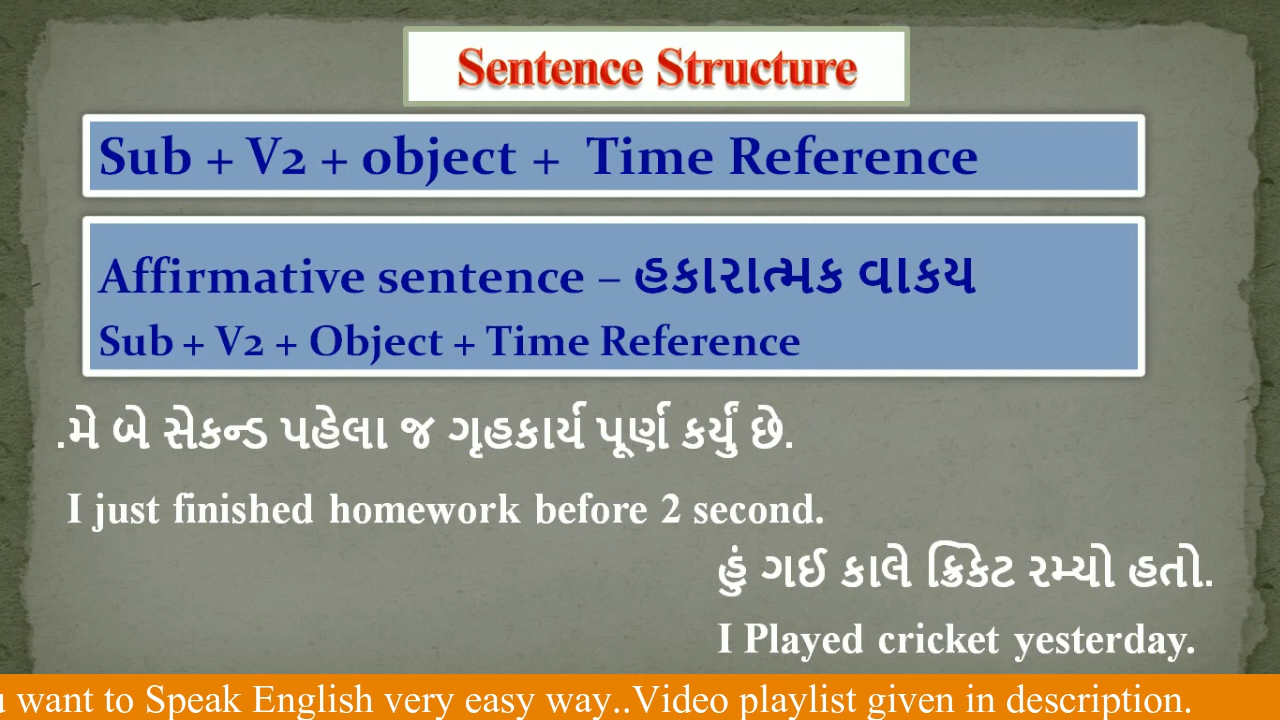 Sentence Structure
Sub + V2 + object + Time Reference
Affirmative sentence – હકારાત્મક વાકય
Sub + V2 + Object + Time Reference
.મે બે સેકન્ડ પહેલા જ ગૃહકાર્ય પૂર્ણ કર્યું છે.
I just finished homework before 2 second.
હું ગઈ કાલે ક્રિકેટ રમ્યો હતો.
I Played cricket yesterday.
want to Speak English very easy way..Video playlist given in description.